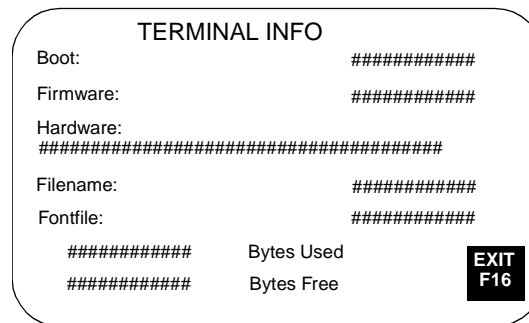 TERMINAL INFO
Boot: ############
Firmware: ############
Hardware:
#######################################
Filename: ############
Fontfile: ############
############ Bytes Used
############ Bytes Free
EXIT
F16